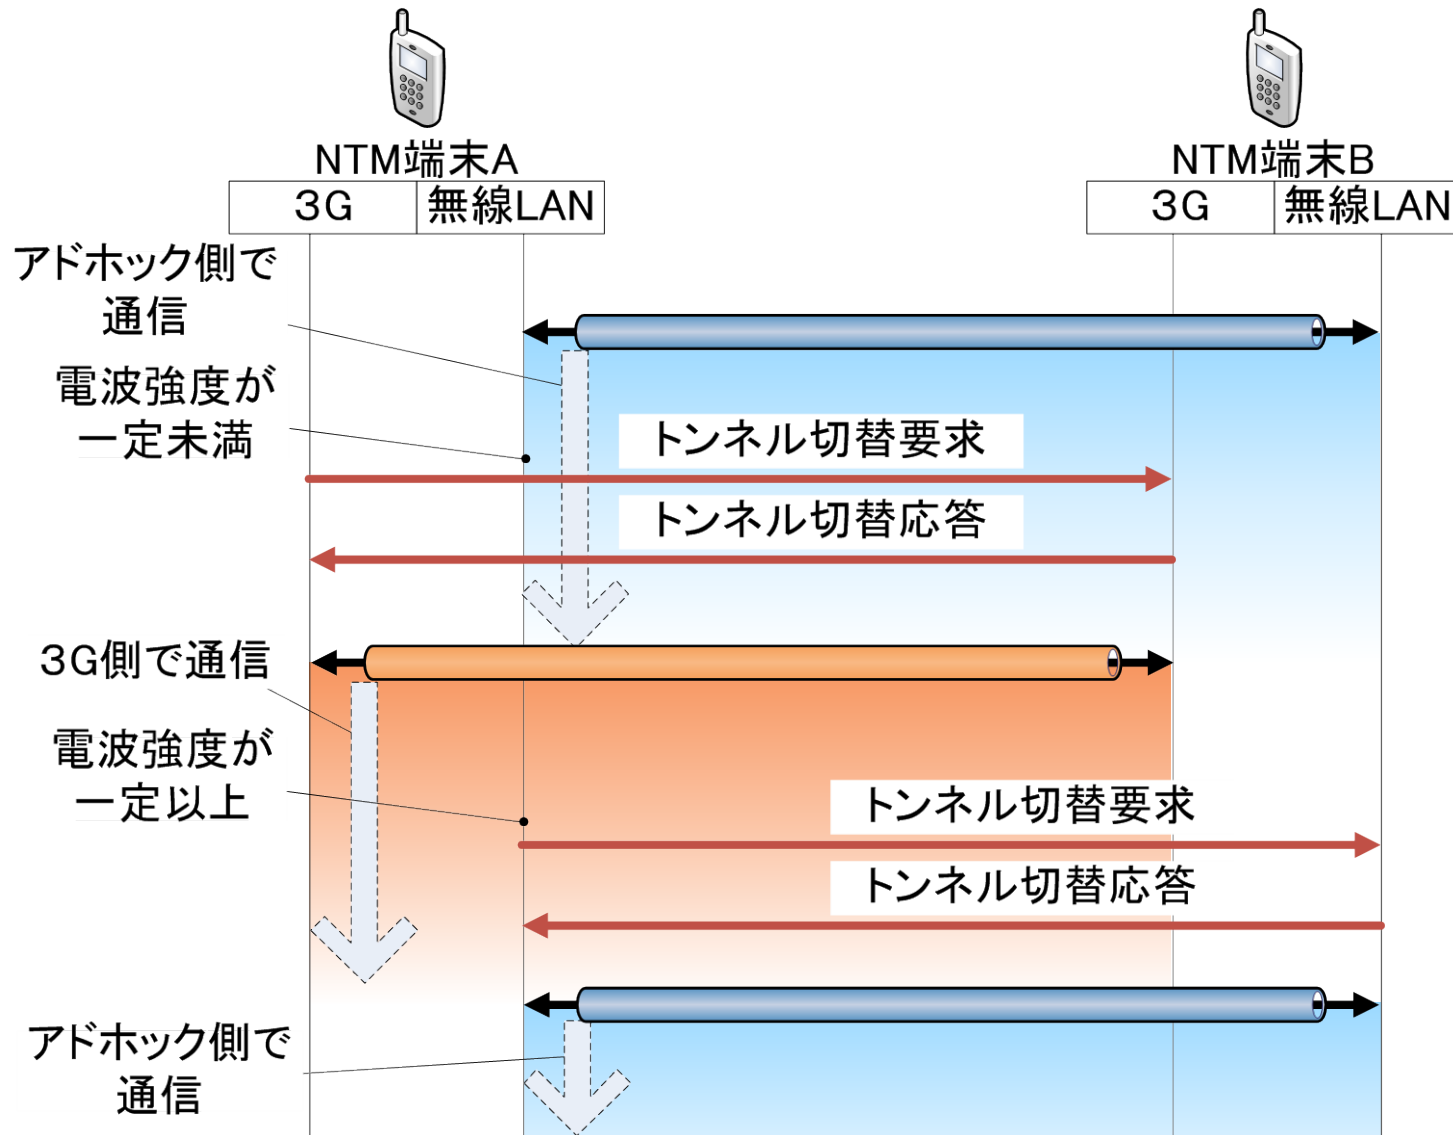 NTM端末A
NTM端末B
3G
無線LAN
3G
無線LAN
アドホック側で
通信
電波強度が
一定未満
トンネル切替要求
トンネル切替応答
3G側で通信
電波強度が
一定以上
トンネル切替要求
トンネル切替応答
アドホック側で
通信